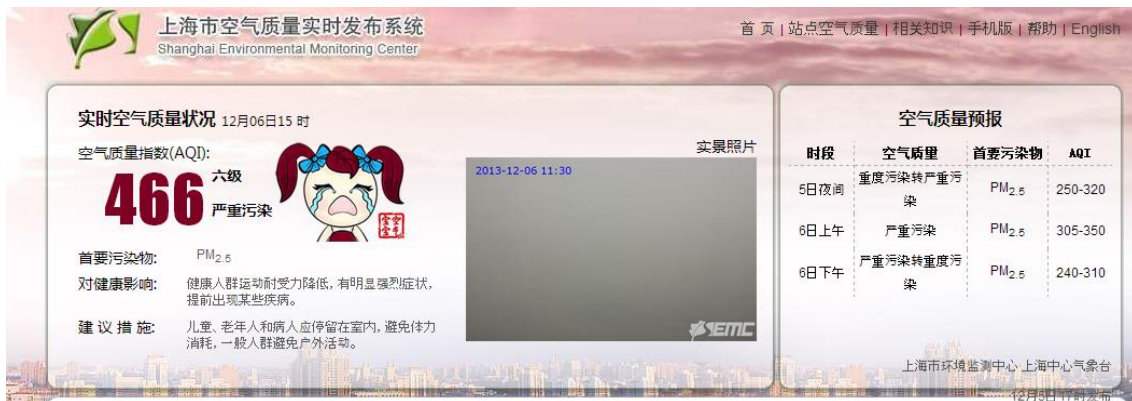 上海市空气质量实时发布系统
Shanghai Environmental Monitoring Center
首 页 | 站点空气质量 | 相关知识 | 手机版 | 帮助 | English
实时空气质量状况 12月06日15 时
空气质量指数(AQI):
466
六级
严重污染
首要污染物: PM2.5
对健康影响: 健康人群运动耐受力降低, 有明显强烈症状,
提前出现某些疾病。
建 议 措 施: 儿童、老年人和病人应停留在室内, 避免体力
消耗, 一般人群避免户外活动。
实景照片
2013-12-06 11:30
SEMC
空气质量预报
时段 空气质量 首要污染物 AQI
5日夜间 重度污染转严重污
染 PM2.5 250-320
6日上午 严重污染 PM2.5 305-350
6日下午 严重污染转重度污
染 PM2.5 240-310
上海市环境监测中心 上海中心气象台
12月5日17时发布